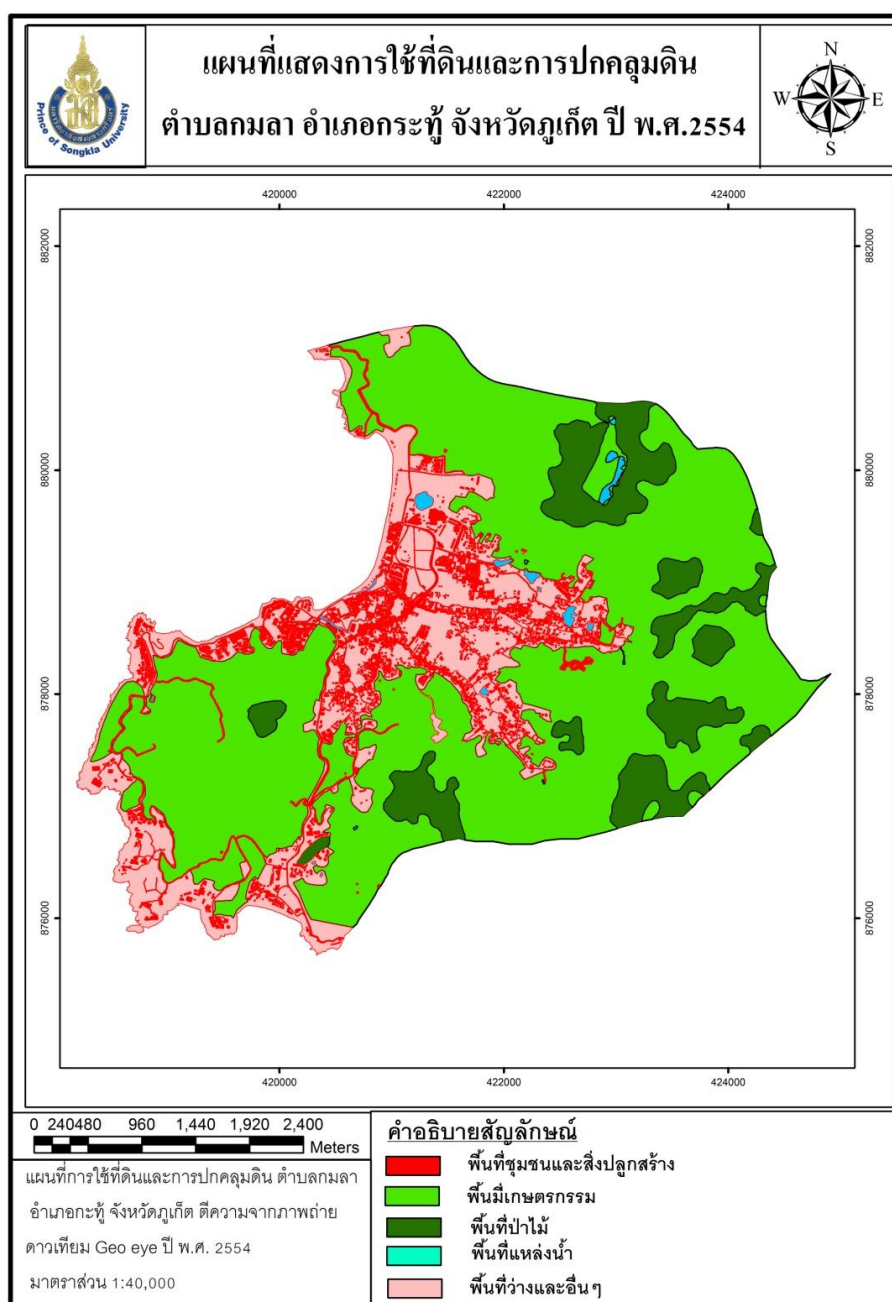 แผนที่แสดงการใช้ที่ดินและการปกคลุมดิน
ตำบลกมลา อำเภอกระทู้ จังหวัดภูเก็ต ปี พ.ศ.2554
Prince of Songkla University
N
W E
S
420000 422000 424000
882000 882000
880000 880000
878000 878000
876000 876000
420000 422000 424000
0 240480 960 1,440 1,920 2,400
Meters
แผนที่การใช้ที่ดินและการปกคลุมดิน ตำบลกมลา
อำเภอกะทู้ จังหวัดภูเก็ต ตีความจากภาพถ่าย
ดาวเทียม Geo eye ปี พ.ศ. 2554
มาตราส่วน 1:40,000
คำอธิบายสัญลักษณ์
พื้นที่ชุมชนและสิ่งปลูกสร้าง
พื้นมี่เกษตรกรรม
พื้นที่ป่าไม้
พื้นที่แหล่งน้ำ
พื้นที่ว่างและอื่นๆ